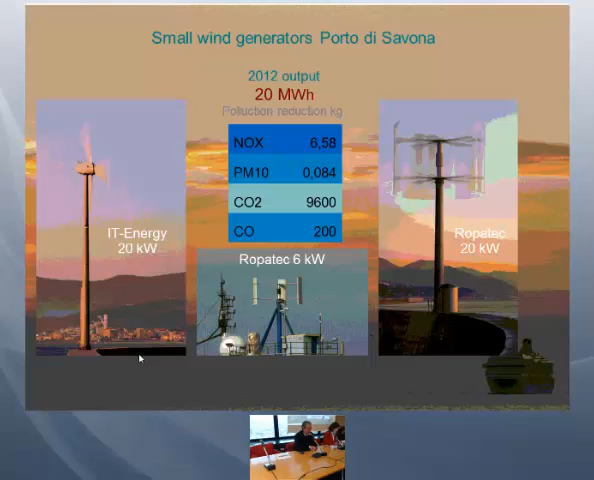 Small wind generators Porto di Savona
2012 output
20 MWh
Polluction reduction kg
NOX 6,58
PM10 0,084
CO2 9600
CO 200
IT-Energy
20 kW
Ropatec 6 kW
Ropatec
20 kW